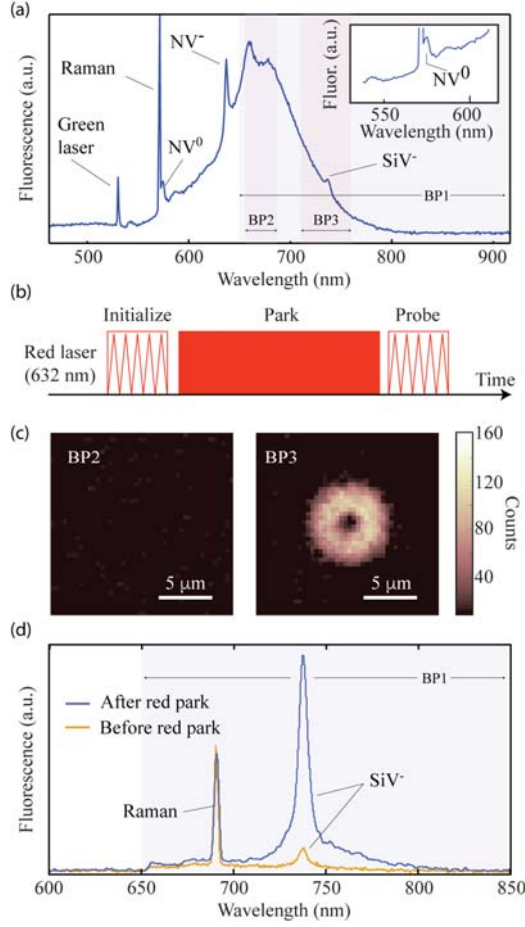 (a)
Fluorescence (a.u.)
Green
laser
Raman
NV⁰
NV⁻
SiV⁻
BP1
BP2
BP3
500
600
700
800
900
Wavelength (nm)
Fluor. (a.u.)
NV⁰
550
600
Wavelength (nm)
(b)
Initialize
Park
Probe
Red laser
(632 nm)
Time
(c)
BP2
5 μm
BP3
5 μm
160
120
80
40
Counts
(d)
Fluorescence (a.u.)
BP1
After red park
Before red park
Raman
SiV⁻
600
650
700
750
800
850
Wavelength (nm)